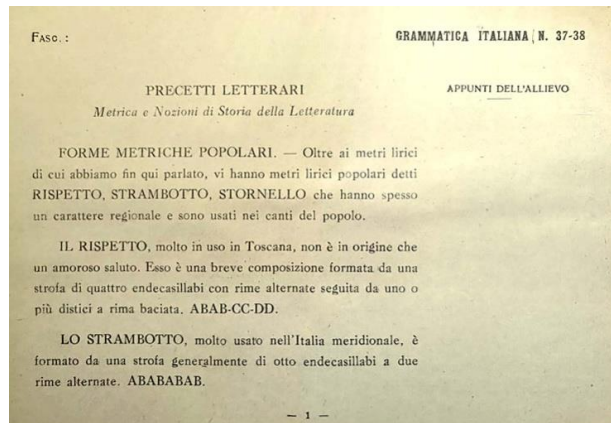 FASC. :
GRAMMATICA ITALIANA N. 37-38
PRECETTI LETTERARI
Metrica e Nozioni di Storia della Letteratura
APPUNTI DELL'ALLIEVO
FORME METRICHE POPOLARI. — Oltre ai metri lirici
di cui abbiamo fin qui parlato, vi hanno metri lirici popolari detti
RISPETTO, STRAMBOTTO, STORNELLO che hanno spesso
un carattere regionale e sono usati nei canti del popolo.
IL RISPETTO, molto in uso in Toscana, non è in origine che
un amoroso saluto. Esso è una breve composizione formata da una
strofa di quattro endecasillabi con rime alternate seguita da uno o
più distici a rima baciata. ABAB-CC-DD.
LO STRAMBOTTO, molto usato nell'Italia meridionale, è
formato da una strofa generalmente di otto endecasillabi a due
rime alternate. ABABABAB.
— 1 —